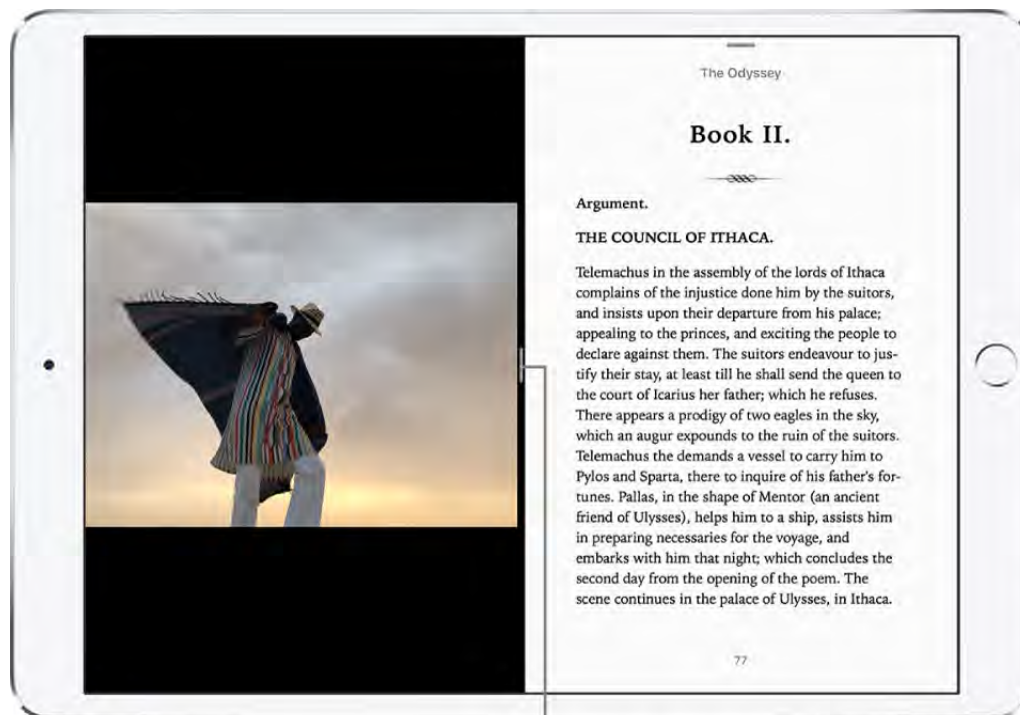 The Odyssey
Book II.
Argument.
THE COUNCIL OF ITHACA.
Telemachus in the assembly of the lords of Ithaca
complains of the injustice done him by the suitors,
and insists upon their departure from his palace;
appealing to the princes, and exciting the people to
declare against them. The suitors endeavour to jus-
tify their stay, at least till he shall send the queen to
the court of Icarius her father; which he refuses.
There appears a prodigy of two eagles in the sky,
which an augur expounds to the ruin of the suitors.
Telemachus the demands a vessel to carry him to
Pylos and Sparta, there to inquire of his father's for-
tunes. Pallas, in the shape of Mentor (an ancient
friend of Ulysses), helps him to a ship, assists him
in preparing necessaries for the voyage, and
embarks with him that night; which concludes the
second day from the opening of the poem. The
scene continues in the palace of Ulysses, in Ithaca.
77